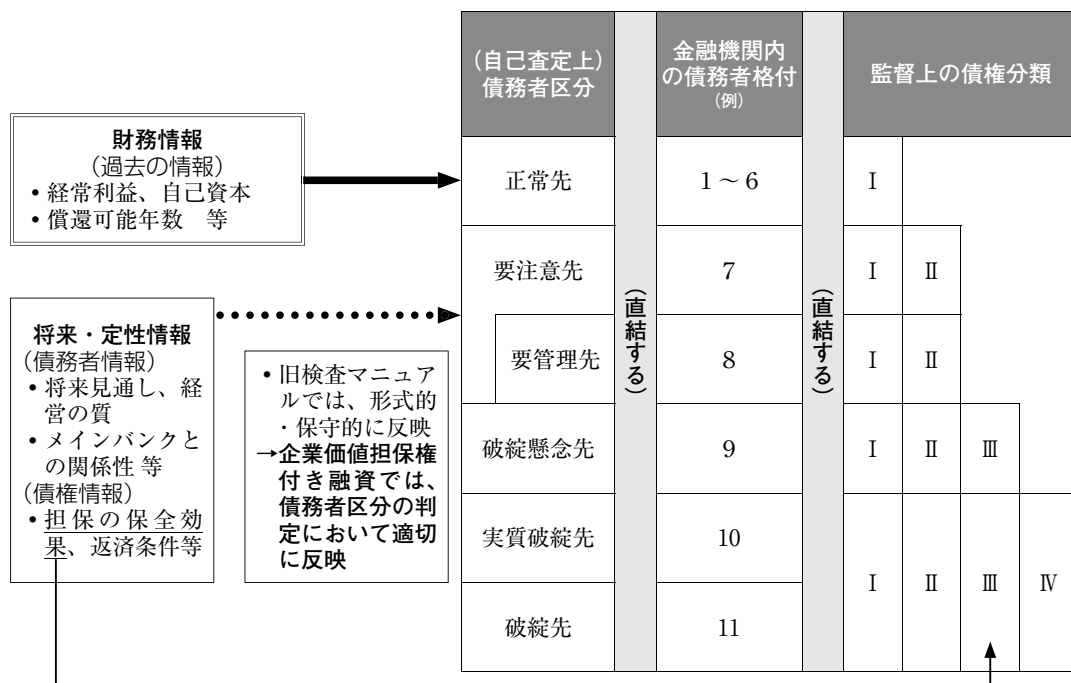 財務情報
(過去の情報)
• 経常利益、自己資本
• 償還可能年数　等
将来・定性情報
(債務者情報)
• 将来見通し、経
営の質
• メインバンクと
の関係性 等
(債権情報)
• 担保の保全効
果、返済条件等
• 旧検査マニュア
ルでは、形式的
・保守的に反映
→企業価値担保権
付き融資では、
債務者区分の判
定において適切
に反映
(自己査定上)
債務者区分
金融機関内
の債務者格付
(例)
監督上の債権分類
正常先
1～6
Ⅰ
要注意先
7
Ⅰ Ⅱ
要管理先
8
Ⅰ Ⅱ
破綻懸念先
9
Ⅰ Ⅱ Ⅲ
実質破綻先
10
Ⅰ Ⅱ Ⅲ Ⅳ
破綻先
11
(直結する)
(直結する)